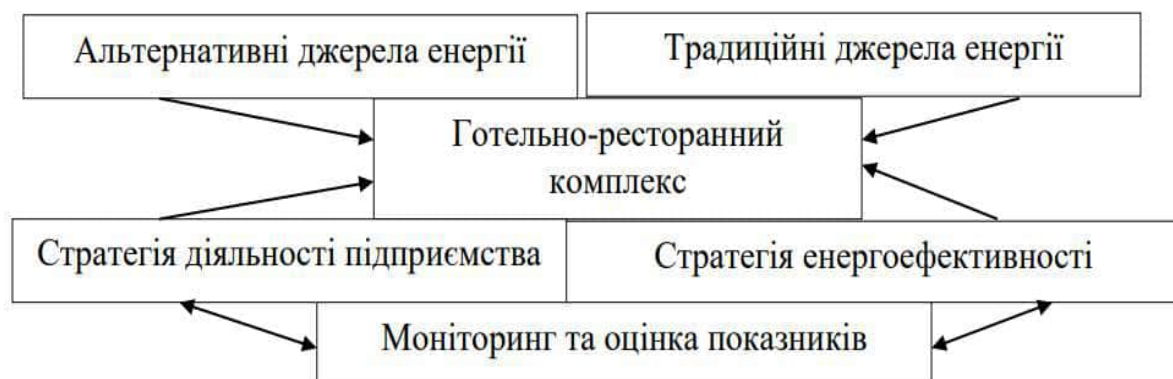 Альтернативні джерела енергії
Традиційні джерела енергії
Готельно-ресторанний
комплекс
Стратегія діяльності підприємства
Стратегія енергоефективності
Моніторинг та оцінка показників